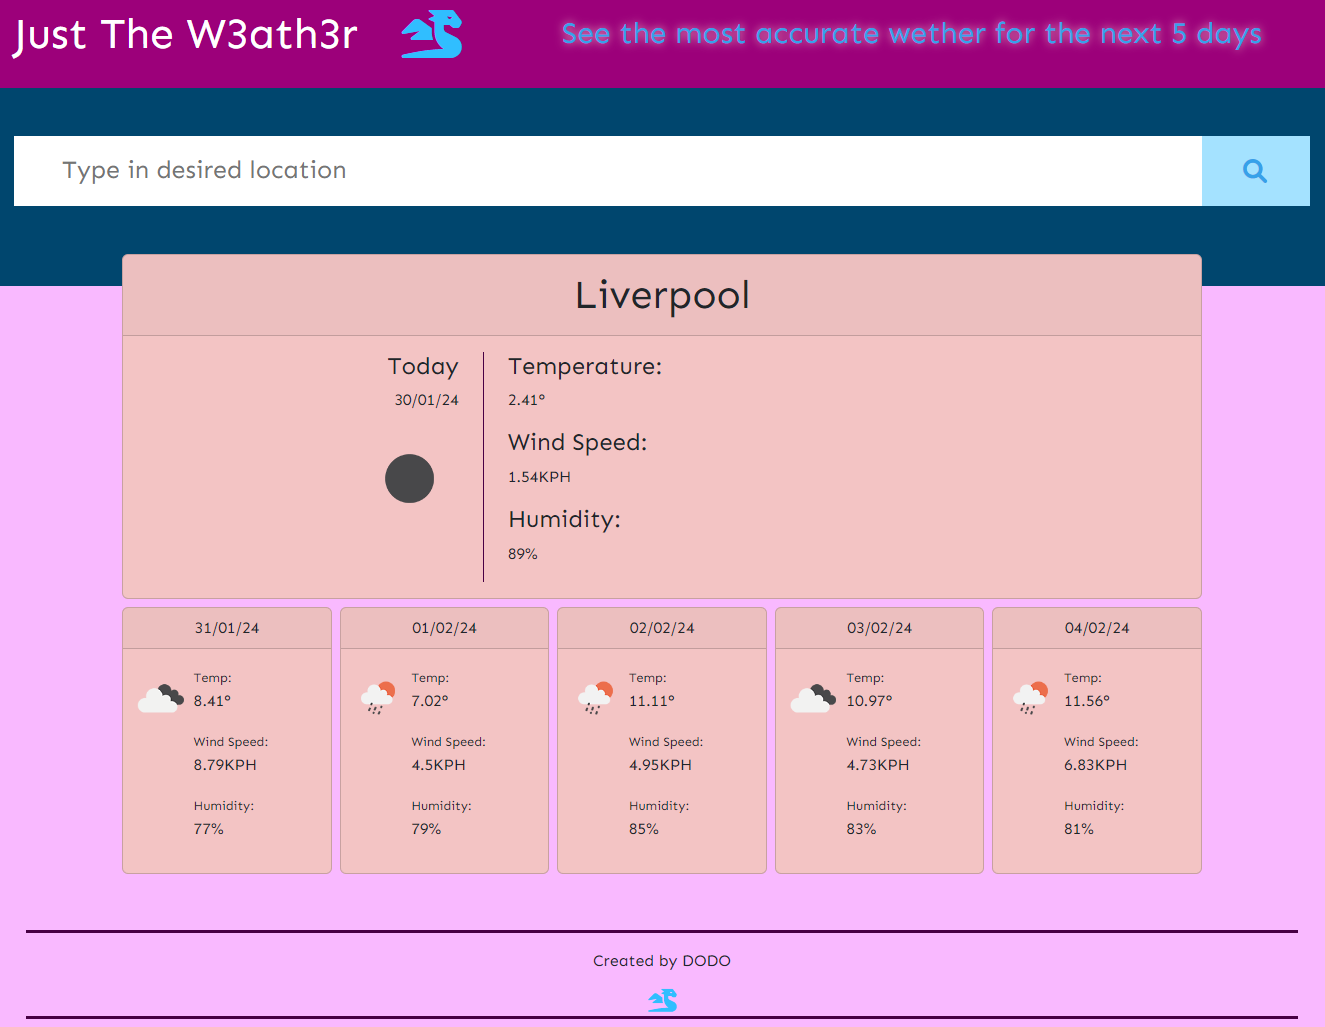 Just The W3ath3r
See the most accurate wether for the next 5 days
Type in desired location
Liverpool
Today
30/01/24
Temperature:
2.41°
Wind Speed:
1.54KPH
Humidity:
89%
31/01/24
Temp:
8.41°
Wind Speed:
8.79KPH
Humidity:
77%
01/02/24
Temp:
7.02°
Wind Speed:
4.5KPH
Humidity:
79%
02/02/24
Temp:
11.11°
Wind Speed:
4.95KPH
Humidity:
85%
03/02/24
Temp:
10.97°
Wind Speed:
4.73KPH
Humidity:
83%
04/02/24
Temp:
11.56°
Wind Speed:
6.83KPH
Humidity:
81%
Created by DODO